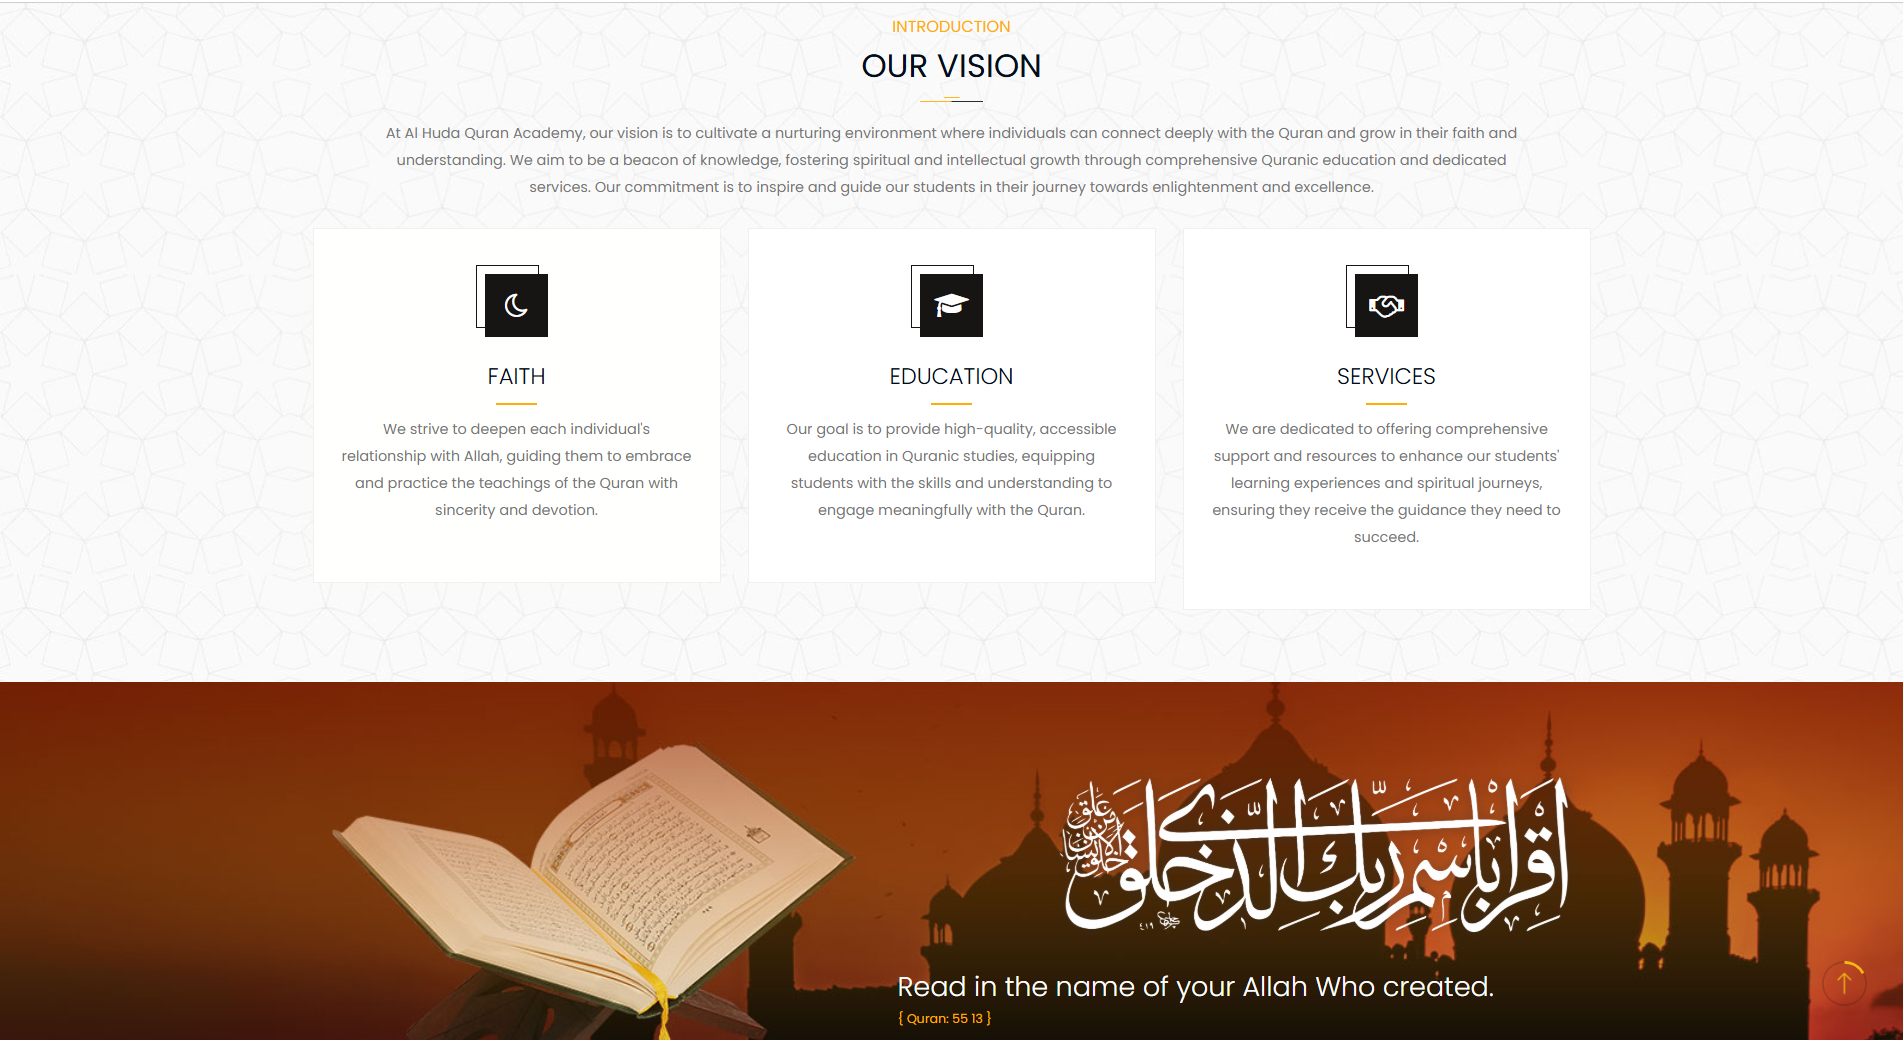 INTRODUCTION
OUR VISION
At Al Huda Quran Academy, our vision is to cultivate a nurturing environment where individuals can connect deeply with the Quran and grow in their faith and
understanding. We aim to be a beacon of knowledge, fostering spiritual and intellectual growth through comprehensive Quranic education and dedicated
services. Our commitment is to inspire and guide our students in their journey towards enlightenment and excellence.
FAITH
We strive to deepen each individual's
relationship with Allah, guiding them to embrace
and practice the teachings of the Quran with
sincerity and devotion.
EDUCATION
Our goal is to provide high-quality, accessible
education in Quranic studies, equipping
students with the skills and understanding to
engage meaningfully with the Quran.
SERVICES
We are dedicated to offering comprehensive
support and resources to enhance our students'
learning experiences and spiritual journeys,
ensuring they receive the guidance they need to
succeed.
اقرأ باسم ربك الذي خلق
خلق الإنسان من علق
Read in the name of your Allah Who created.
{ Quran: 55 13 }